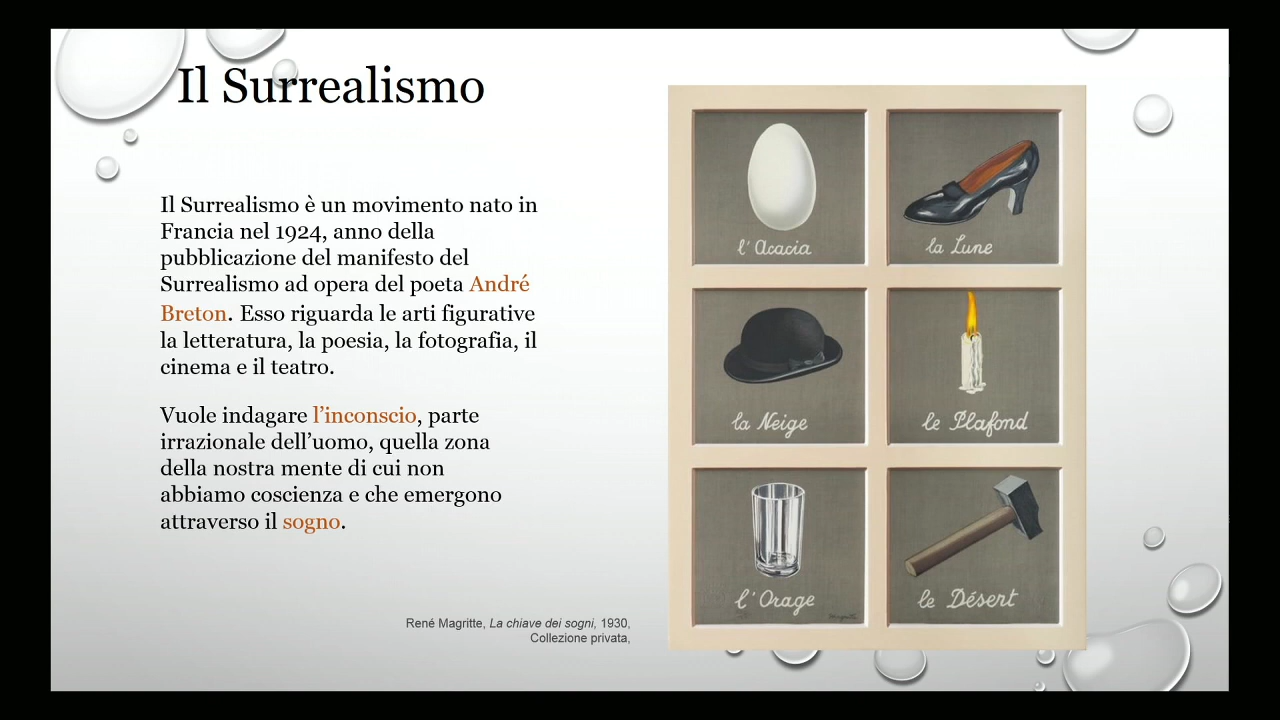 Il Surrealismo
Il Surrealismo è un movimento nato in
Francia nel 1924, anno della
pubblicazione del manifesto del
Surrealismo ad opera del poeta André
Breton. Esso riguarda le arti figurative
la letteratura, la poesia, la fotografia, il
cinema e il teatro.
Vuole indagare l’inconscio, parte
irrazionale dell’uomo, quella zona
della nostra mente di cui non
abbiamo coscienza e che emergono
attraverso il sogno.
René Magritte, La chiave dei sogni, 1930,
Collezione privata,
l'Acacia
la Lune
la Neige
le Plafond
l'Orage
le Désert